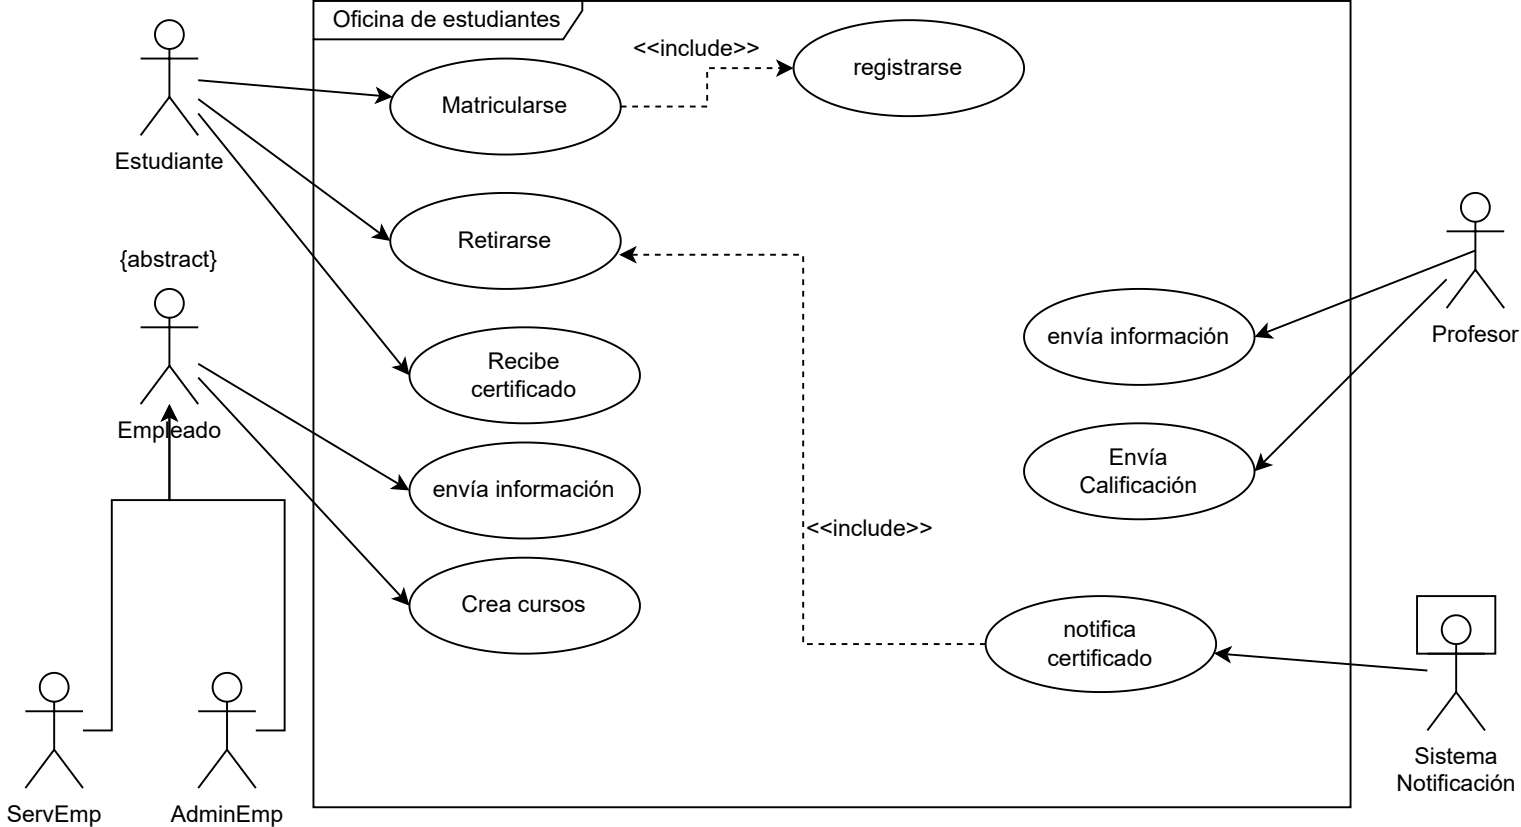 Oficina de estudiantes
<<include>>
registrarse
Matricularse
Estudiante
Retirarse
{abstract}
envía información
Profesor
Recibe
certificado
Empleado
Envía
Calificación
envía información
<<include>>
Crea cursos
notifica
certificado
Sistema
Notificación
ServEmp
AdminEmp